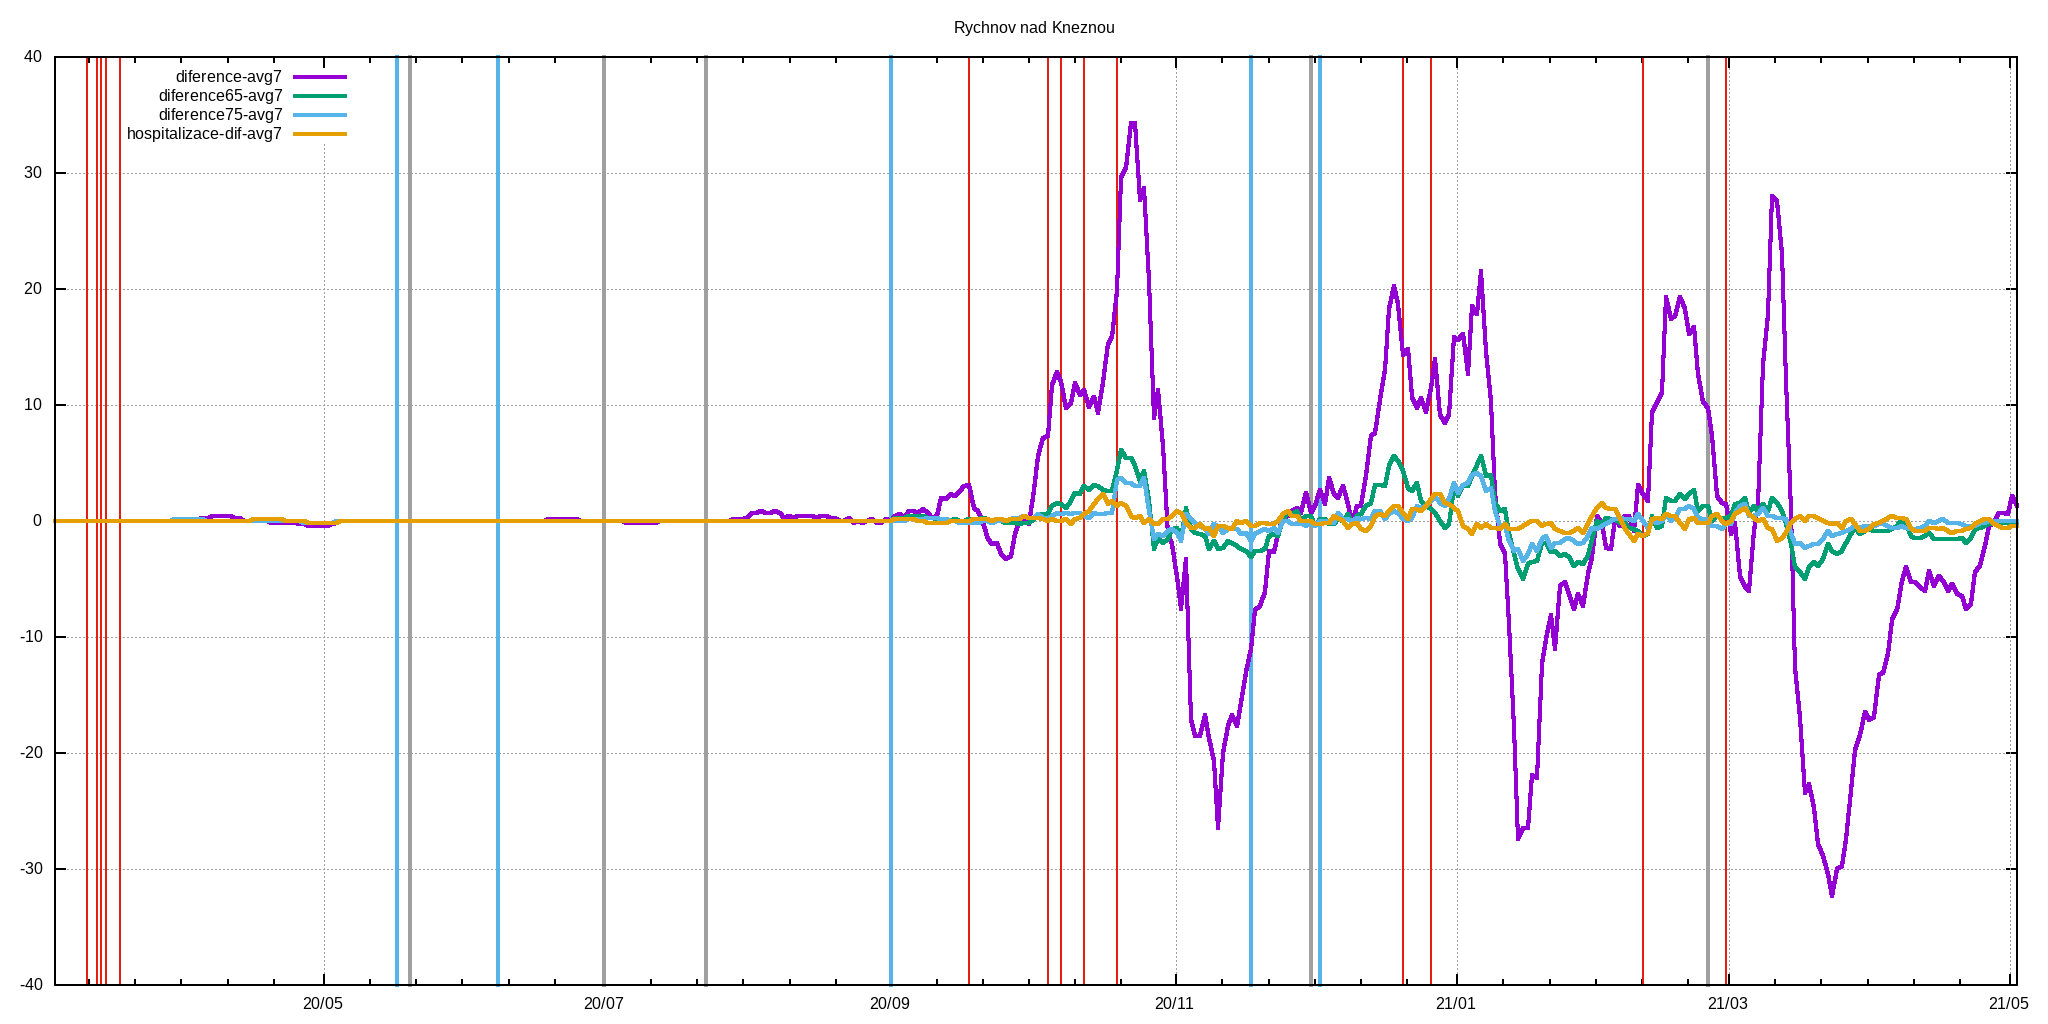 Rychnov nad Kneznou
diference-avg7
diference65-avg7
diference75-avg7
hospitalizace-dif-avg7
40
30
20
10
0
-10
-20
-30
-40
20/05 20/07 20/09 20/11 21/01 21/03 21/05